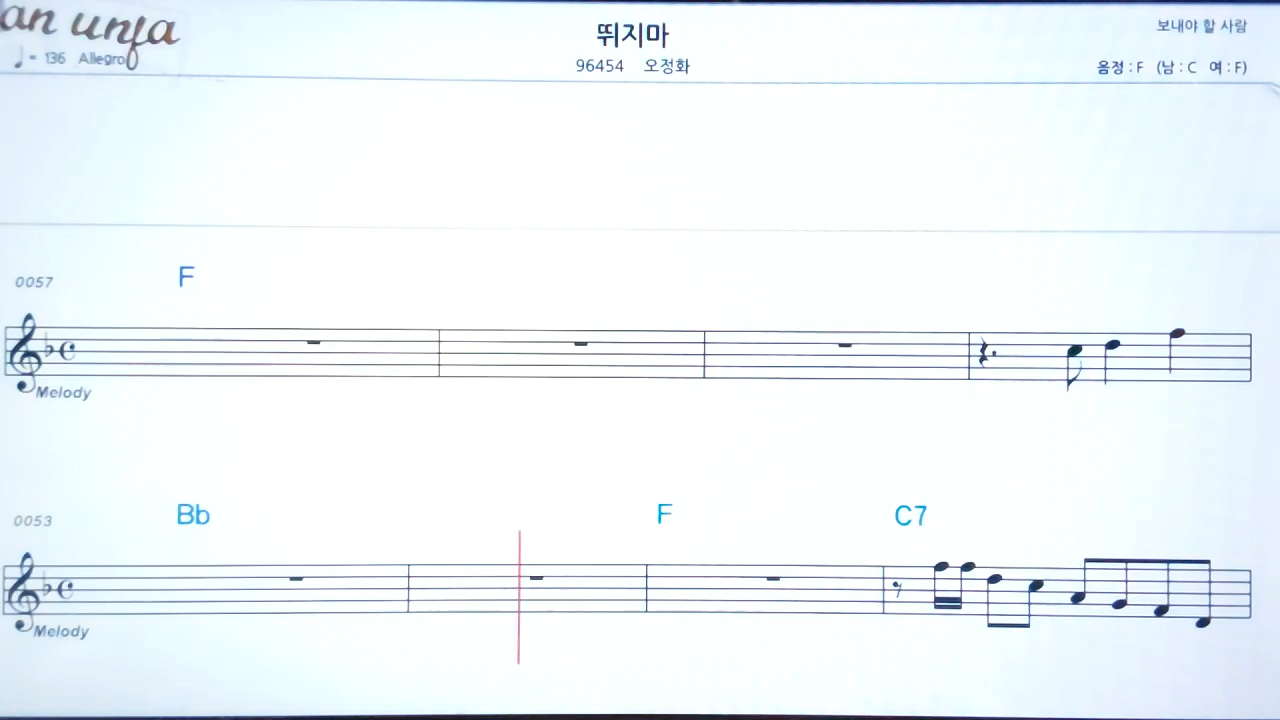 an unja
♩= 136 Allegro
뛰지마
96454 오정화
보내야 할 사람
음정 : F (남 : C 여 : F)
0057
F
Melody
0053
Bb F C7
Melody